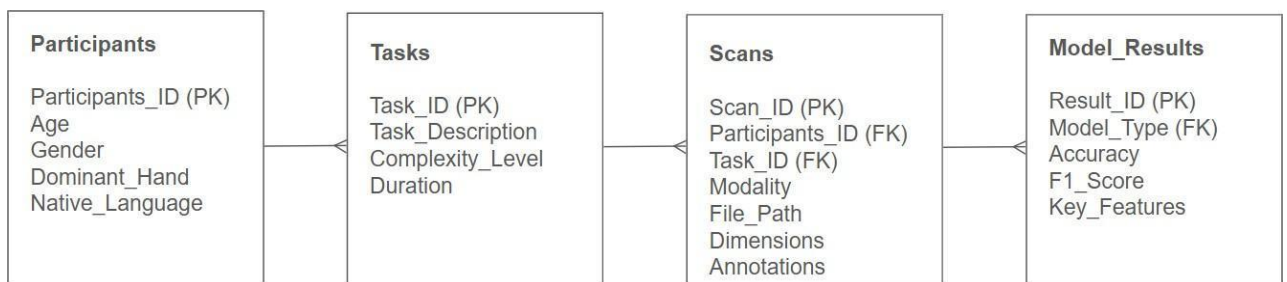 Participants
Participants_ID (PK)
Age
Gender
Dominant_Hand
Native_Language
Tasks
Task_ID (PK)
Task_Description
Complexity_Level
Duration
Scans
Scan_ID (PK)
Participants_ID (FK)
Task_ID (FK)
Modality
File_Path
Dimensions
Annotations
Model_Results
Result_ID (PK)
Model_Type (FK)
Accuracy
F1_Score
Key_Features